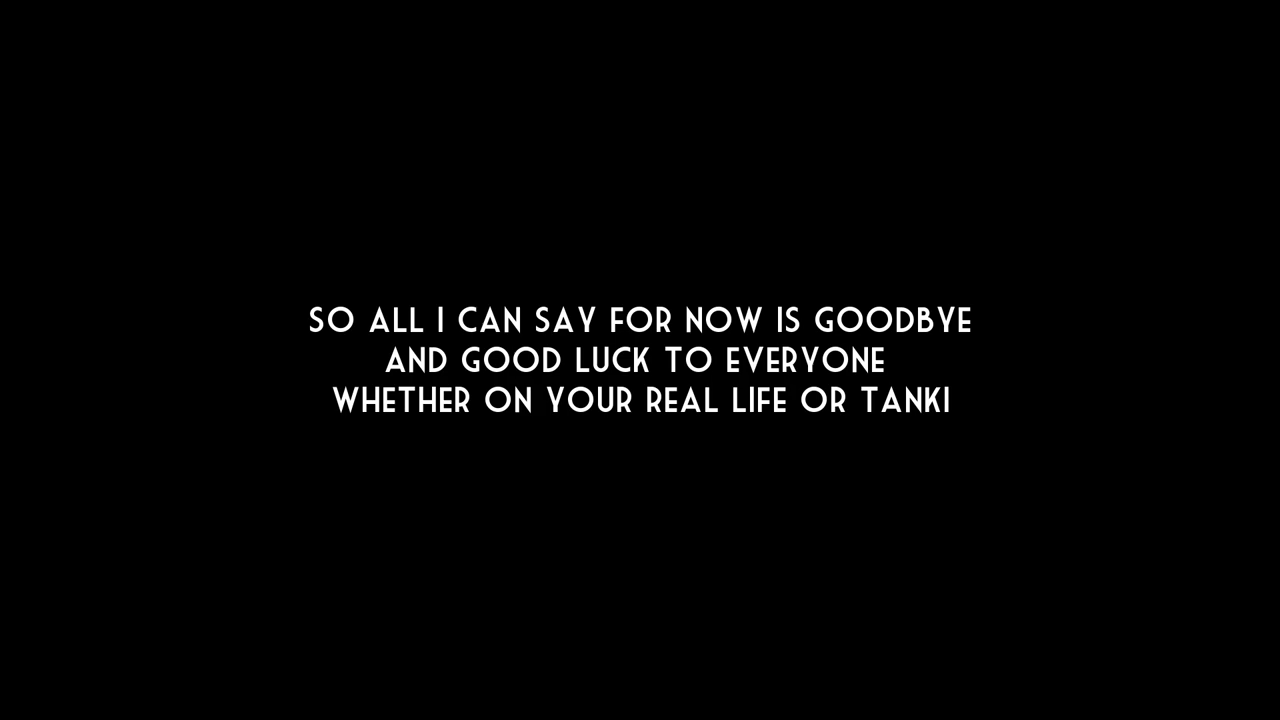 SO ALL I CAN SAY FOR NOW IS GOODBYE
AND GOOD LUCK TO EVERYONE
WHETHER ON YOUR REAL LIFE OR TANKI